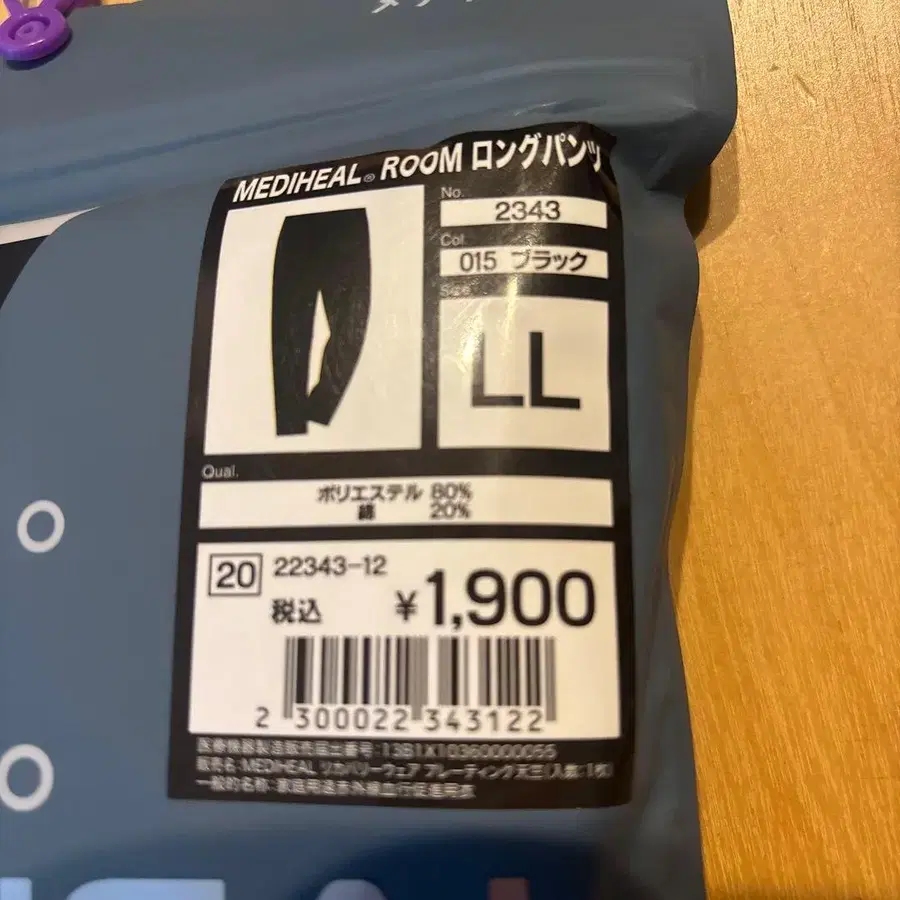 MEDIHEAL® ROOM ロングパンツ
No.
2343
Col.
015 ブラック
Size
LL
Qual.
ポリエステル 80%
綿 20%
20 22343-12
税込 ¥1,900
2 300022 343122
医療機器製造販売届出番号:13B1X10360000055
販売名:MEDIHEAL リカバリーウェア プレーティング天竺(入数:1枚)
一般的名称:家庭用遠赤外線血行促進用衣